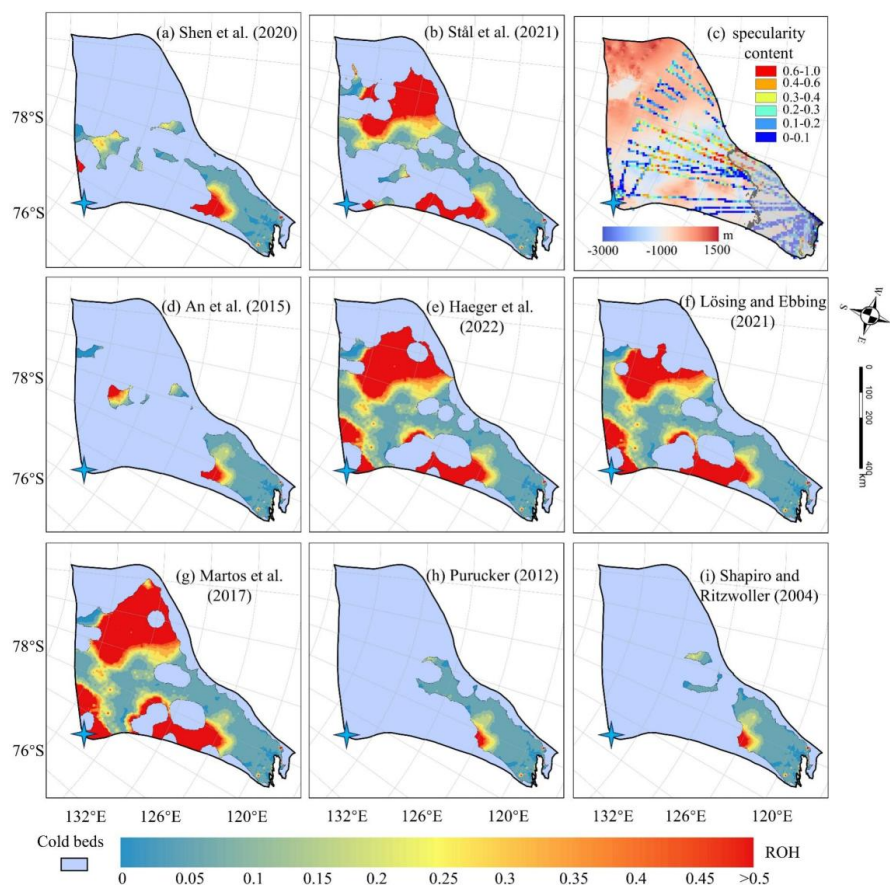 (a) Shen et al. (2020)
(b) Stål et al. (2021)
(c) specularity
content
0.6-1.0
0.4-0.6
0.3-0.4
0.2-0.3
0.1-0.2
0-0.1
-3000 -1000 1500 m
78°S
76°S
(d) An et al. (2015)
(e) Haeger et al.
(2022)
(f) Lösing and Ebbing
(2021)
W
S
E
0
100
200
400
km
78°S
76°S
(g) Martos et al.
(2017)
(h) Purucker (2012)
(i) Shapiro and
Ritzwoller (2004)
78°S
76°S
132°E 126°E 120°E 132°E 126°E 120°E 132°E 126°E 120°E
Cold beds
ROH
0 0.05 0.1 0.15 0.2 0.25 0.3 0.35 0.4 0.45 >0.5